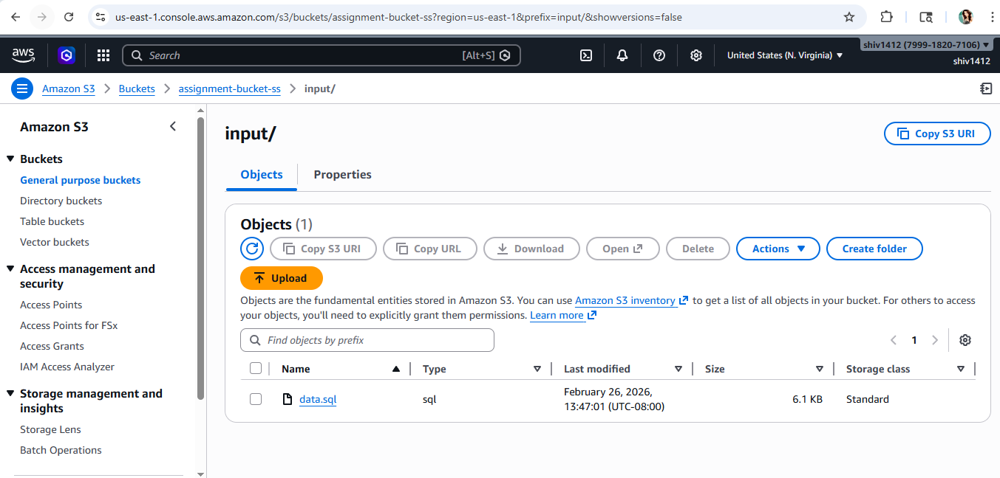 us-east-1.console.aws.amazon.com/s3/buckets/assignment-bucket-ss?region=us-east-1&prefix=input/&showversions=false
aws
Search
[Alt+S]
United States (N. Virginia)
shiv1412 (7999-1820-7106)
shiv1412
Amazon S3
Buckets
assignment-bucket-ss
input/
Amazon S3
Buckets
General purpose buckets
Directory buckets
Table buckets
Vector buckets
Access management and
security
Access Points
Access Points for FSx
Access Grants
IAM Access Analyzer
Storage management and
insights
Storage Lens
Batch Operations
input/
Copy S3 URI
Objects
Properties
Objects (1)
Copy S3 URI
Copy URL
Download
Open
Delete
Actions
Create folder
Upload
Objects are the fundamental entities stored in Amazon S3. You can use Amazon S3 inventory to get a list of all objects in your bucket. For others to access
your objects, you'll need to explicitly grant them permissions. Learn more
Find objects by prefix
1
Name
Type
Last modified
Size
Storage class
data.sql
sql
February 26, 2026,
13:47:01 (UTC-08:00)
6.1 KB
Standard